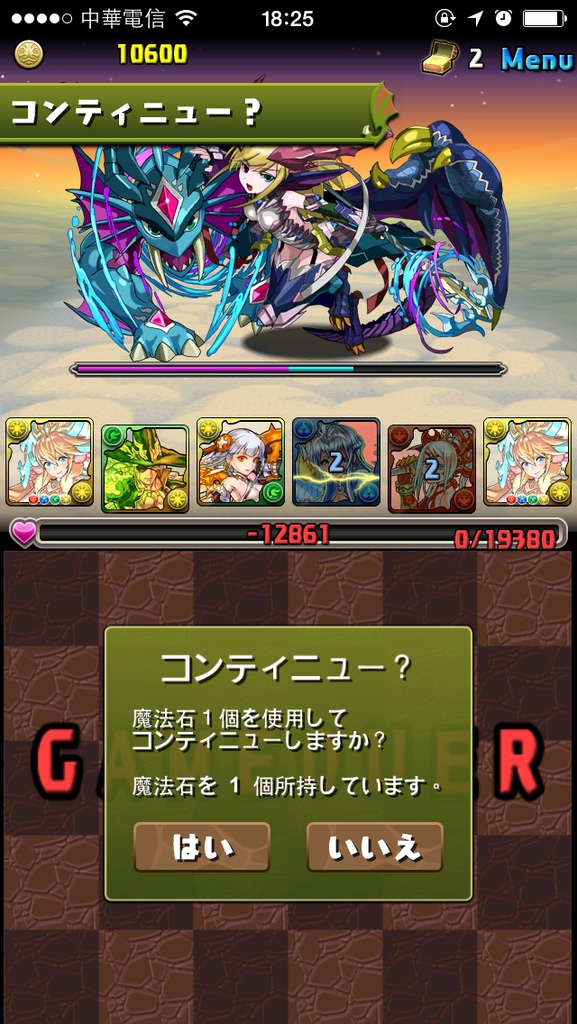 中華電信 18:25
10600 2 Menu
コンティニュー？
2 2
-12861
0/19380
コンティニュー？
魔法石１個を使用して
コンティニューしますか？
GAME OVER
魔法石を 1 個所持しています。
はい いいえ